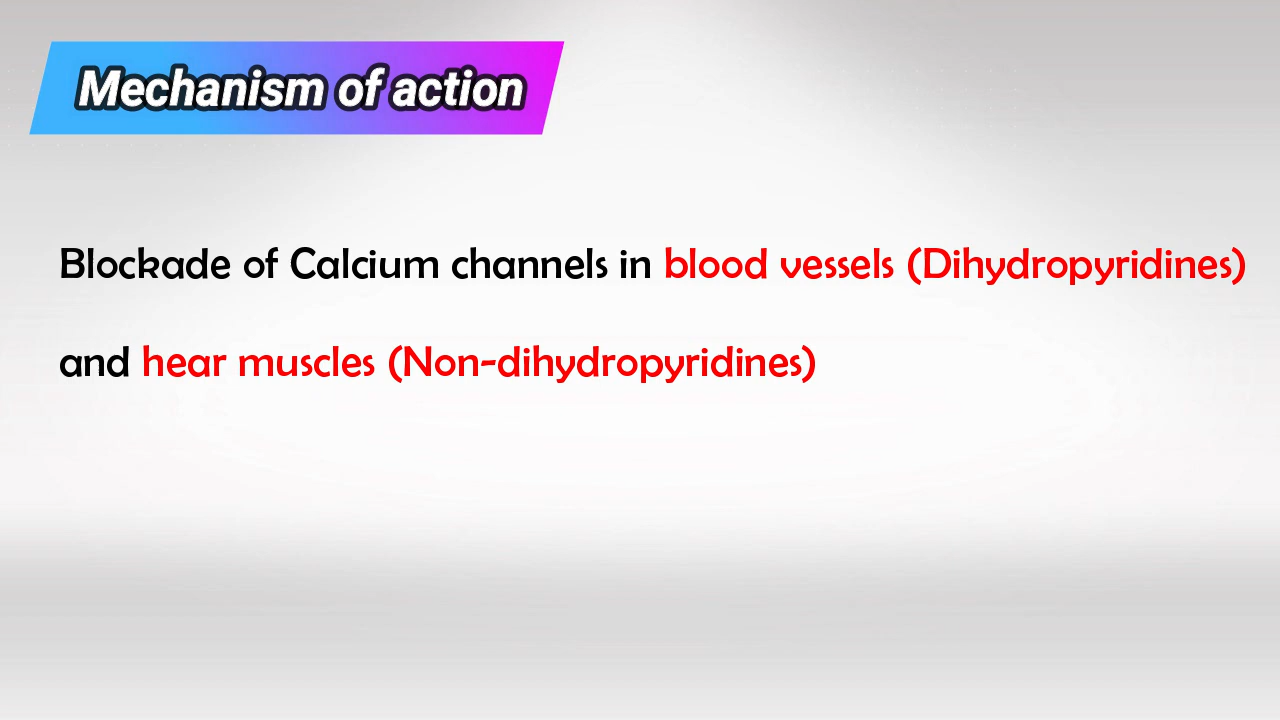 Mechanism of action
Blockade of Calcium channels in blood vessels (Dihydropyridines)
and hear muscles (Non-dihydropyridines)